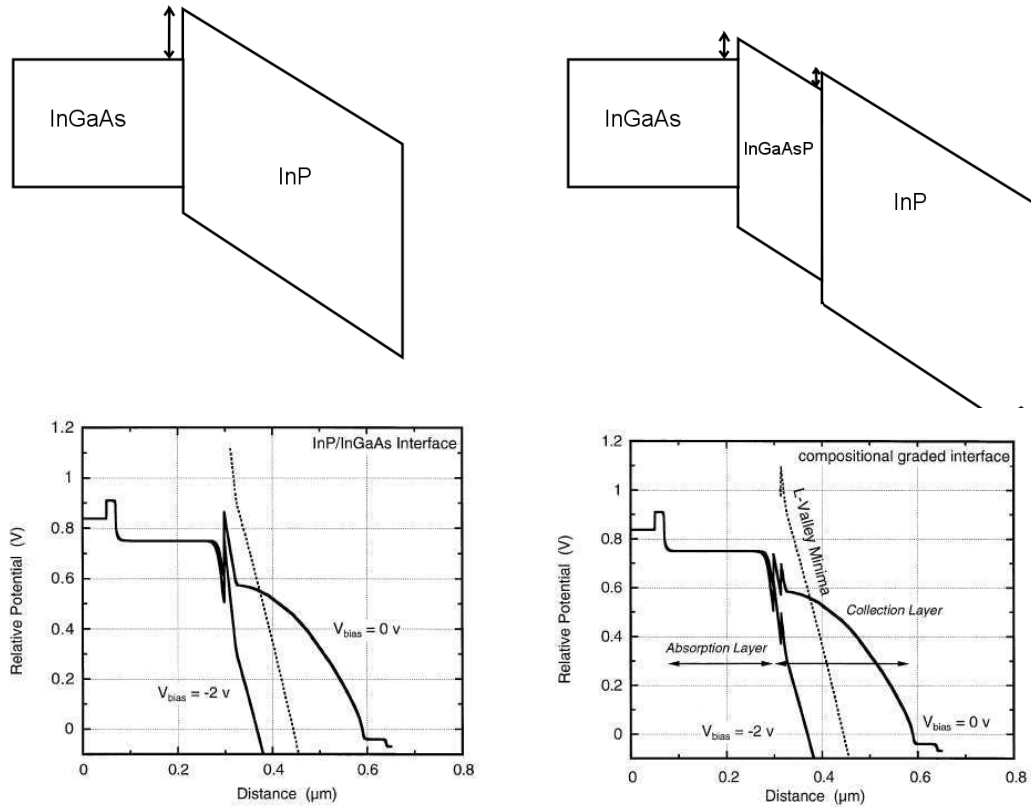 InGaAs
InP
InGaAs
InGaAsP
InP
InP/InGaAs Interface
1.2
1
0.8
0.6
0.4
0.2
0
Relative Potential (V)
V_bias = 0 v
V_bias = -2 v
0
0.2
0.4
0.6
0.8
Distance (µm)
compositional graded interface
1.2
1
0.8
0.6
0.4
0.2
0
Relative Potential (V)
L-Valley Minima
Collection Layer
Absorption Layer
V_bias = -2 v
V_bias = 0 v
0
0.2
0.4
0.6
0.8
Distance (µm)